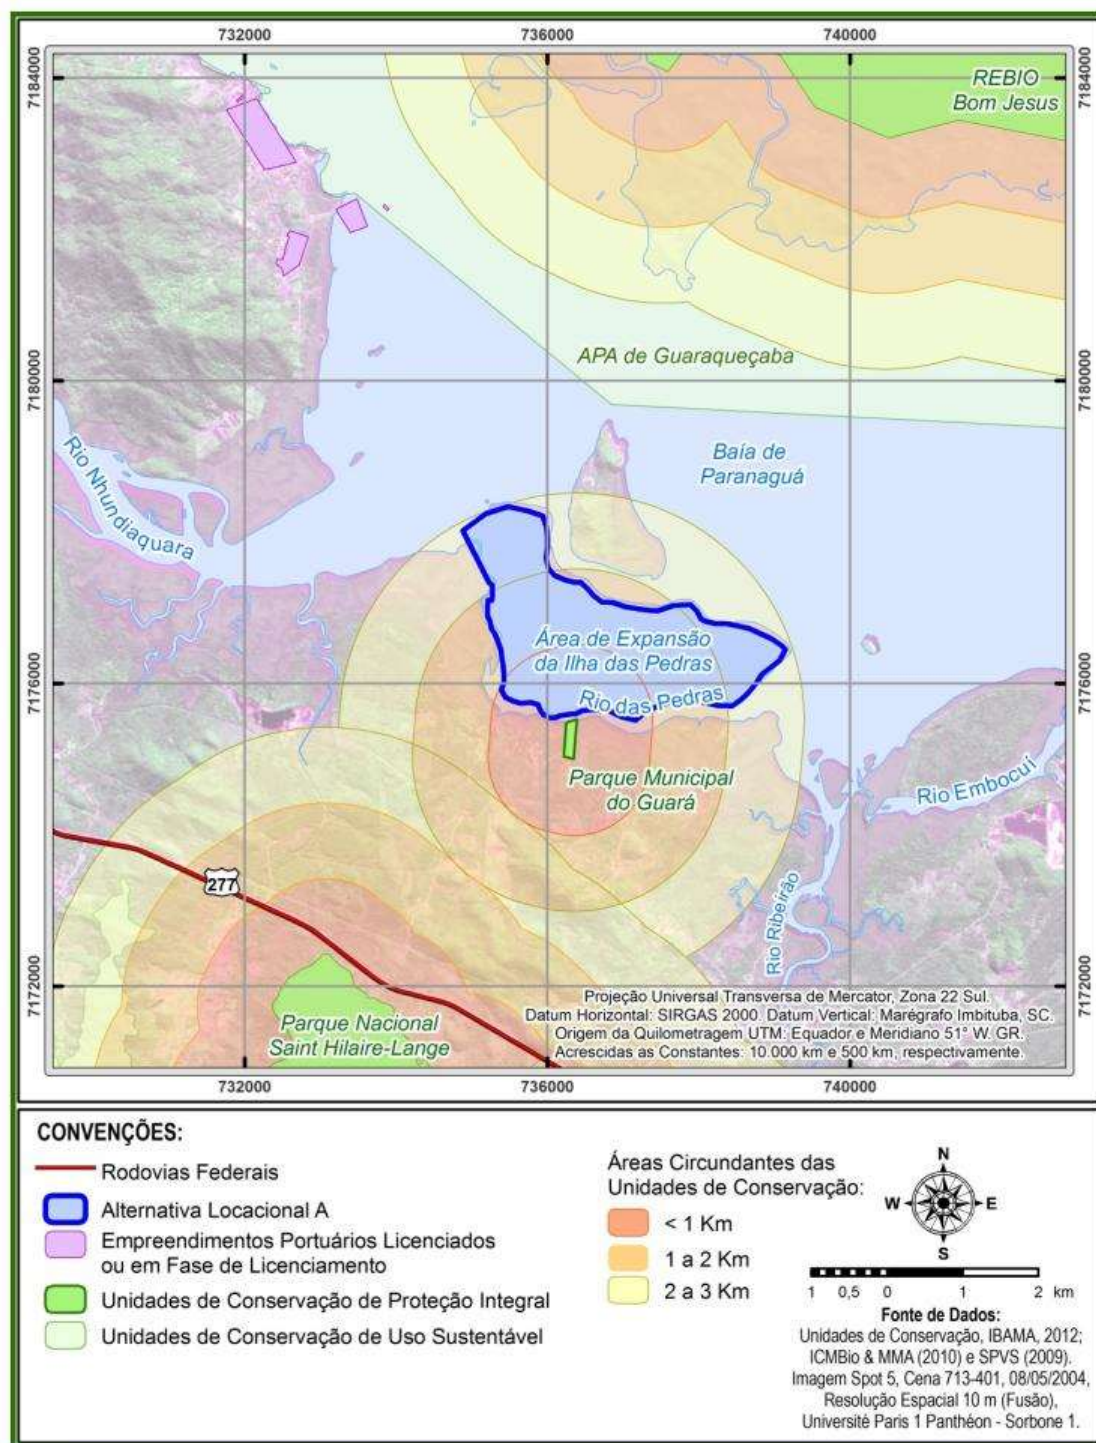 732000
736000
740000
7184000
7184000
REBIO
Bom Jesus
APA de Guaraqueçaba
7180000
7180000
Baía de
Paranaguá
Rio Nhundiaquara
Área de Expansão
da Ilha das Pedras
7176000
7176000
Rio das Pedras
Parque Municipal
do Guará
Rio Embocuí
277
Rio Ribeirão
7172000
7172000
Projeção Universal Transversa de Mercator, Zona 22 Sul.
Datum Horizontal: SIRGAS 2000. Datum Vertical: Marégrafo Imbituba, SC.
Origem da Quilometragem UTM: Equador e Meridiano 51° W. GR.
Acrescidas as Constantes: 10.000 km e 500 km, respectivamente.
Parque Nacional
Saint Hilaire-Lange
732000
736000
740000
CONVENÇÕES:
Rodovias Federais
Alternativa Locacional A
Empreendimentos Portuários Licenciados
ou em Fase de Licenciamento
Unidades de Conservação de Proteção Integral
Unidades de Conservação de Uso Sustentável
Áreas Circundantes das
Unidades de Conservação:
< 1 Km
1 a 2 Km
2 a 3 Km
N
W E
S
1 0,5 0 1 2 km
Fonte de Dados:
Unidades de Conservação, IBAMA, 2012;
ICMBio & MMA (2010) e SPVS (2009).
Imagem Spot 5, Cena 713-401, 08/05/2004,
Resolução Espacial 10 m (Fusão),
Université Paris 1 Panthéon - Sorbone 1.